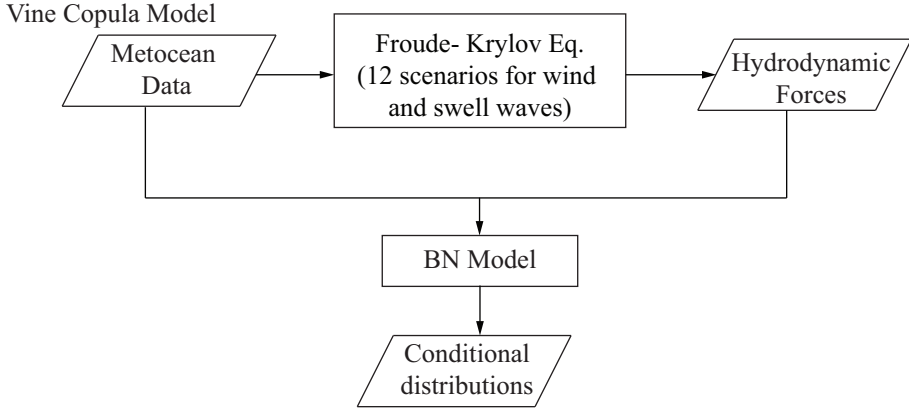 Vine Copula Model
Metocean
Data
Froude- Krylov Eq.
(12 scenarios for wind
and swell waves)
Hydrodynamic
Forces
BN Model
Conditional
distributions